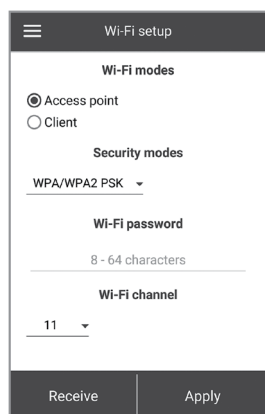 Wi-Fi setup
Wi-Fi modes
Access point
Client
Security modes
WPA/WPA2 PSK
Wi-Fi password
8 - 64 characters
Wi-Fi channel
11
Receive
Apply